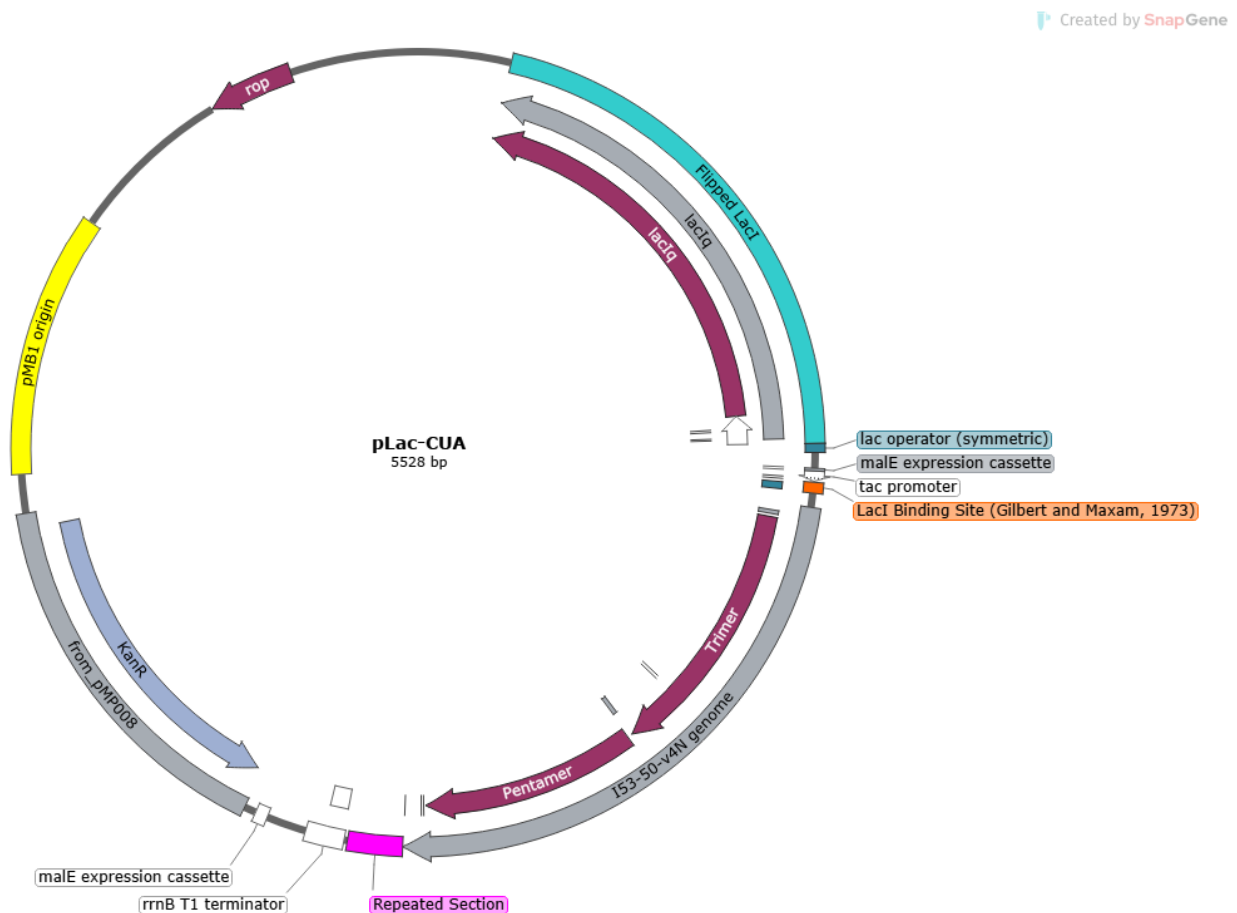 Created by SnapGene
rop
Flipped LacI
lacIq
lacIq
pMB1 origin
pLac-CUA
5528 bp
lac operator (symmetric)
malE expression cassette
tac promoter
LacI Binding Site (Gilbert and Maxam, 1973)
Trimer
KanR
from_pMP008
I53-50-v4N genome
Pentamer
malE expression cassette
rrnB T1 terminator
Repeated Section